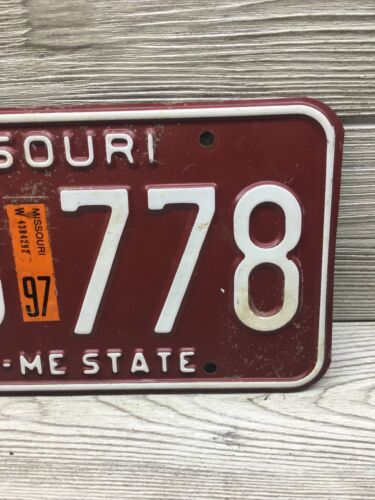 SOURI
778
MISSOURI
W 4384292
97
-ME STATE